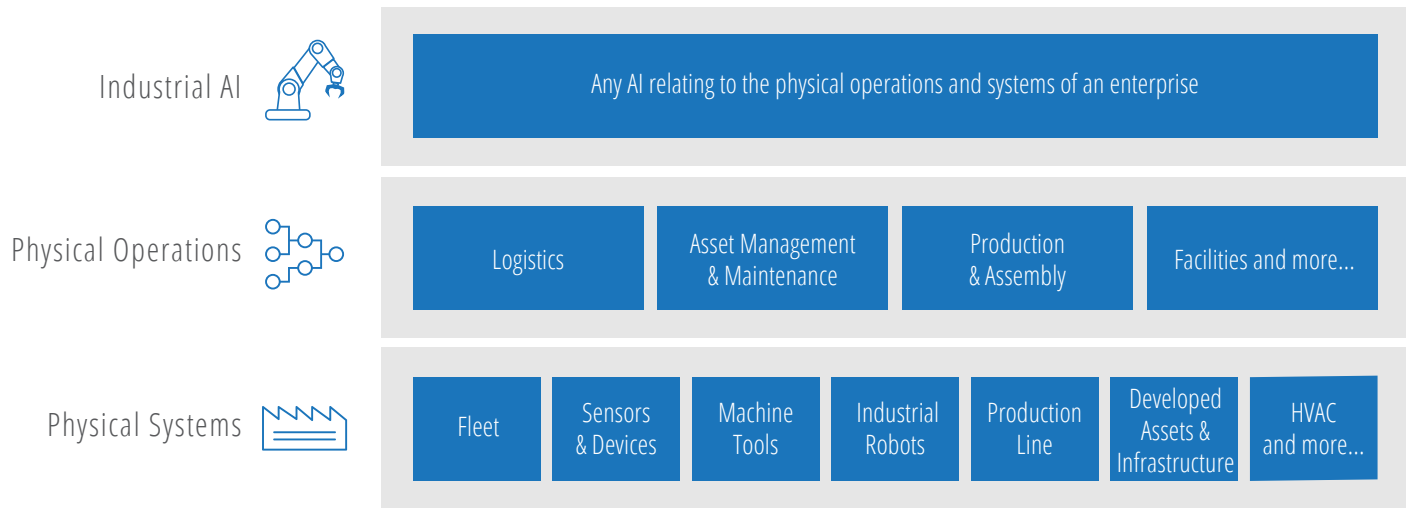 Industrial AI
Any AI relating to the physical operations and systems of an enterprise
Physical Operations
Logistics
Asset Management
& Maintenance
Production
& Assembly
Facilities and more...
Physical Systems
Fleet
Sensors
& Devices
Machine
Tools
Industrial
Robots
Production
Line
Developed
Assets &
Infrastructure
HVAC
and more...